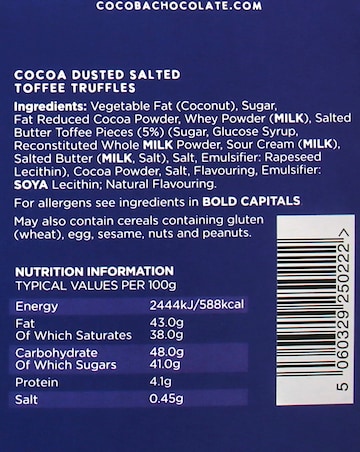 COCOBACHOCOLATE.COM
COCOA DUSTED SALTED
TOFFEE TRUFFLES
Ingredients: Vegetable Fat (Coconut), Sugar,
Fat Reduced Cocoa Powder, Whey Powder (MILK), Salted
Butter Toffee Pieces (5%) (Sugar, Glucose Syrup,
Reconstituted Whole MILK Powder, Sour Cream (MILK),
Salted Butter (MILK, Salt), Salt, Emulsifier: Rapeseed
Lecithin), Cocoa Powder, Salt, Flavouring, Emulsifier:
SOYA Lecithin; Natural Flavouring.
For allergens see ingredients in BOLD CAPITALS
May also contain cereals containing gluten
(wheat), egg, sesame, nuts and peanuts.
NUTRITION INFORMATION
TYPICAL VALUES PER 100g
Energy 2444kJ/588kcal
Fat 43.0g
Of Which Saturates 38.0g
Carbohydrate 48.0g
Of Which Sugars 41.0g
Protein 4.1g
Salt 0.45g
5 060329 250222 >